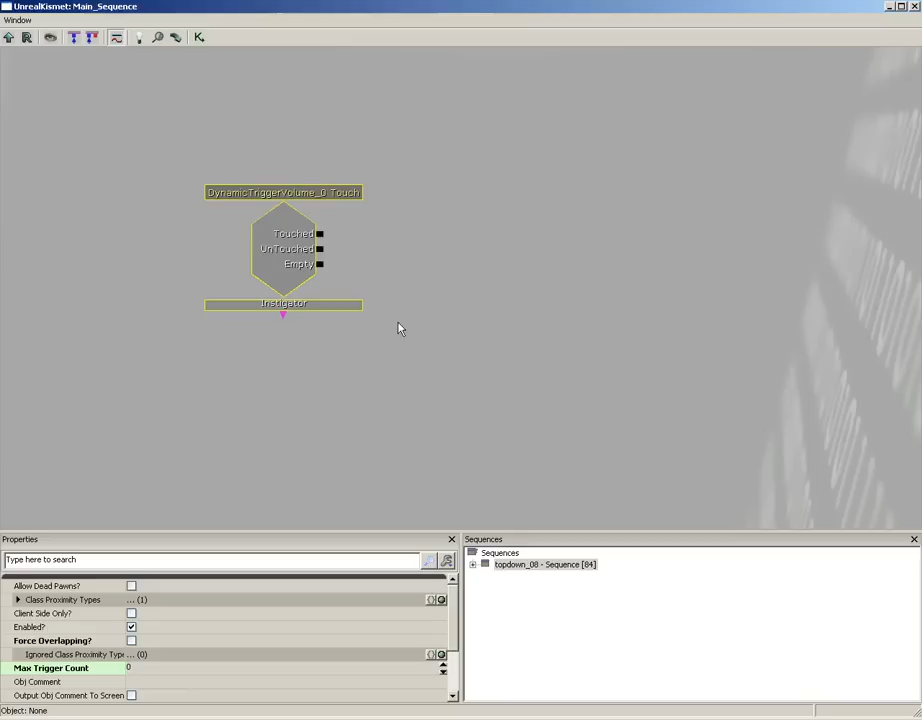 UnrealKismet: Main_Sequence
Window
DynamicTriggerVolume_0 Touch
Touched
UnTouched
Empty
Instigator
Properties
Type here to search
Allow Dead Pawns?
Class Proximity Types ... (1)
Client Side Only?
Enabled?
Force Overlapping?
Ignored Class Proximity Type ... (0)
Max Trigger Count 0
Obj Comment
Output Obj Comment To Screen
Sequences
Sequences
topdown_08 - Sequence [84]
Object: None